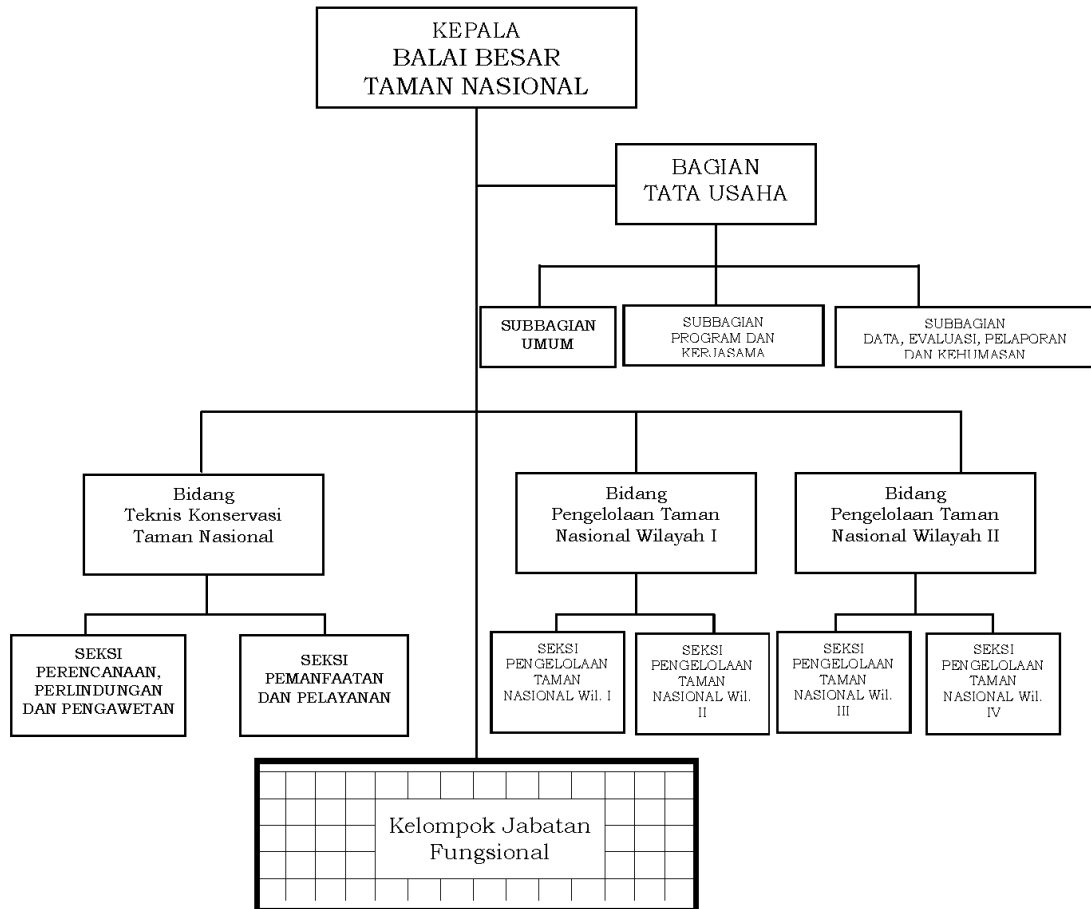 KEPALA
BALAI BESAR
TAMAN NASIONAL
BAGIAN
TATA USAHA
SUBBAGIAN
UMUM
SUBBAGIAN
PROGRAM DAN
KERJASAMA
SUBBAGIAN
DATA, EVALUASI, PELAPORAN
DAN KEHUMASAN
Bidang
Teknis Konservasi
Taman Nasional
Bidang
Pengelolaan Taman
Nasional Wilayah I
Bidang
Pengelolaan Taman
Nasional Wilayah II
SEKSI
PERENCANAAN,
PERLINDUNGAN
DAN PENGAWETAN
SEKSI
PEMANFAATAN
DAN PELAYANAN
SEKSI
PENGELOLAAN
TAMAN
NASIONAL Wil. I
SEKSI
PENGELOLAAN
TAMAN
NASIONAL Wil.
II
SEKSI
PENGELOLAAN
TAMAN
NASIONAL Wil.
III
SEKSI
PENGELOLAAN
TAMAN
NASIONAL Wil.
IV
Kelompok Jabatan
Fungsional